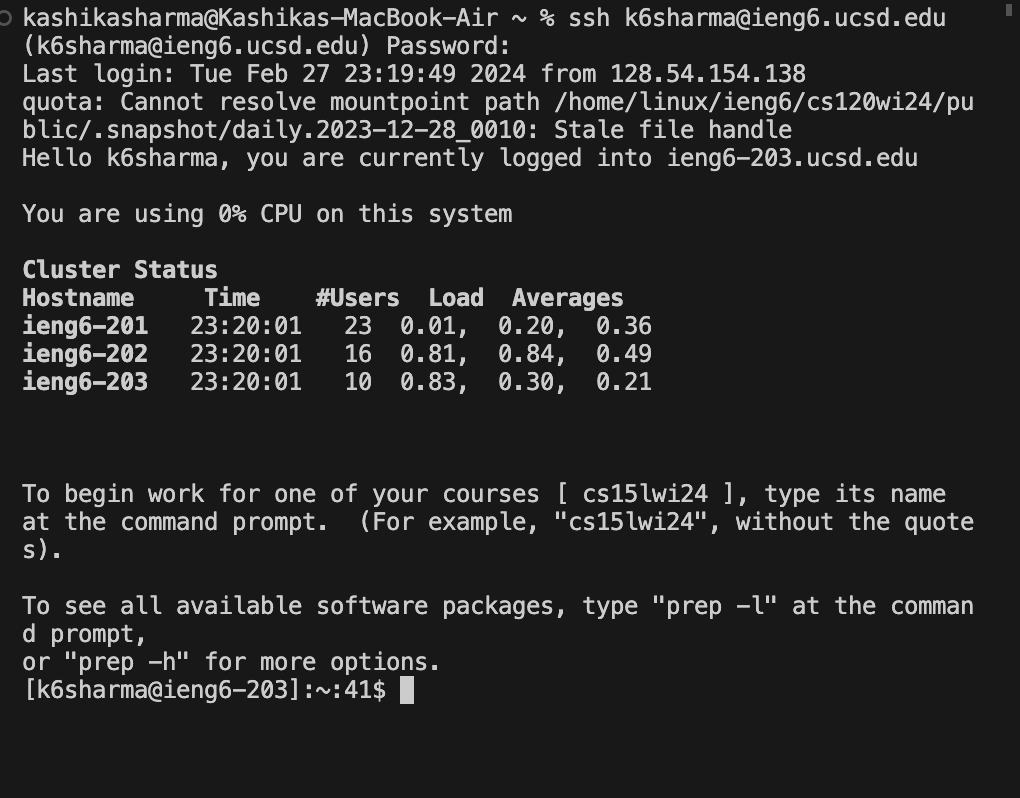 kashikasharma@Kashikas-MacBook-Air ~ % ssh k6sharma@ieng6.ucsd.edu
(k6sharma@ieng6.ucsd.edu) Password:
Last login: Tue Feb 27 23:19:49 2024 from 128.54.154.138
quota: Cannot resolve mountpoint path /home/linux/ieng6/cs120wi24/pu
blic/.snapshot/daily.2023-12-28_0010: Stale file handle
Hello k6sharma, you are currently logged into ieng6-203.ucsd.edu
You are using 0% CPU on this system
Cluster Status
Hostname     Time    #Users  Load  Averages
ieng6-201   23:20:01   23  0.01,  0.20,  0.36
ieng6-202   23:20:01   16  0.81,  0.84,  0.49
ieng6-203   23:20:01   10  0.83,  0.30,  0.21
To begin work for one of your courses [ cs15lwi24 ], type its name
at the command prompt.  (For example, "cs15lwi24", without the quote
s).
To see all available software packages, type "prep -l" at the comman
d prompt,
or "prep -h" for more options.
[k6sharma@ieng6-203]:~:41$